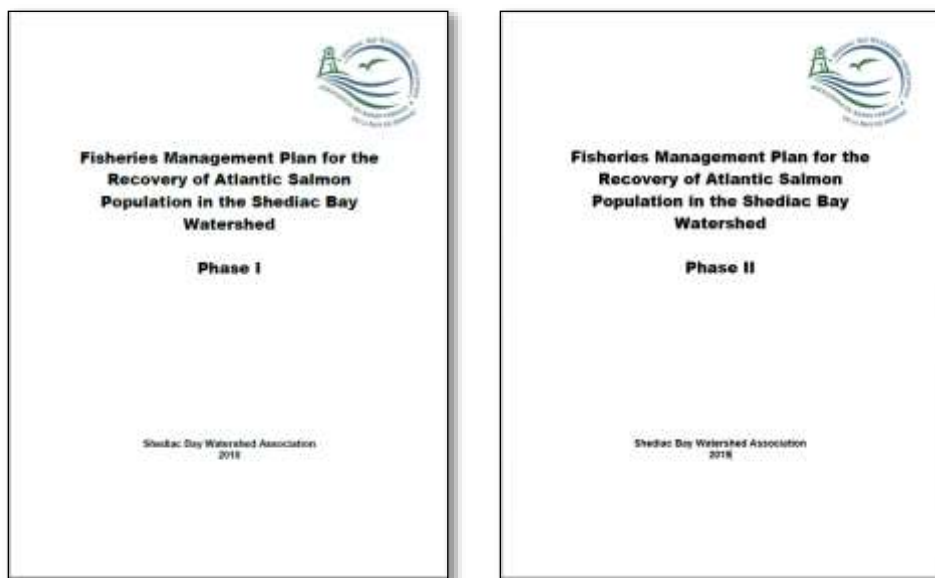 Fisheries Management Plan for the
Recovery of Atlantic Salmon
Population in the Shediac Bay
Watershed
Phase I
Shediac Bay Watershed Association
Fisheries Management Plan for the
Recovery of Atlantic Salmon
Population in the Shediac Bay
Watershed
Phase II
Shediac Bay Watershed Association